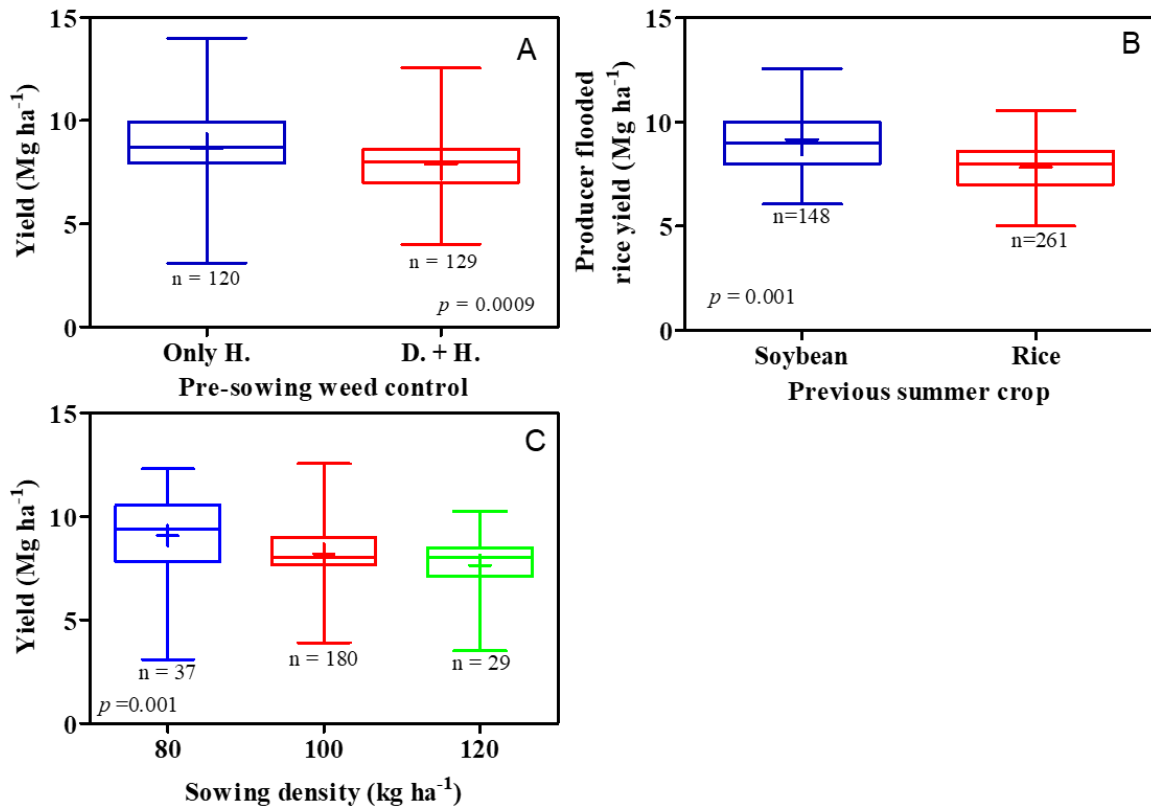 A
Yield (Mg ha⁻¹)
15
10
5
0
n = 120
n = 129
p = 0.0009
Only H.
D. + H.
Pre-sowing weed control
B
Producer flooded
rice yield (Mg ha⁻¹)
15
10
5
0
n=148
n=261
p = 0.001
Soybean
Rice
Previous summer crop
C
Yield (Mg ha⁻¹)
15
10
5
0
n = 37
n = 180
n = 29
p =0.001
80
100
120
Sowing density (kg ha⁻¹)